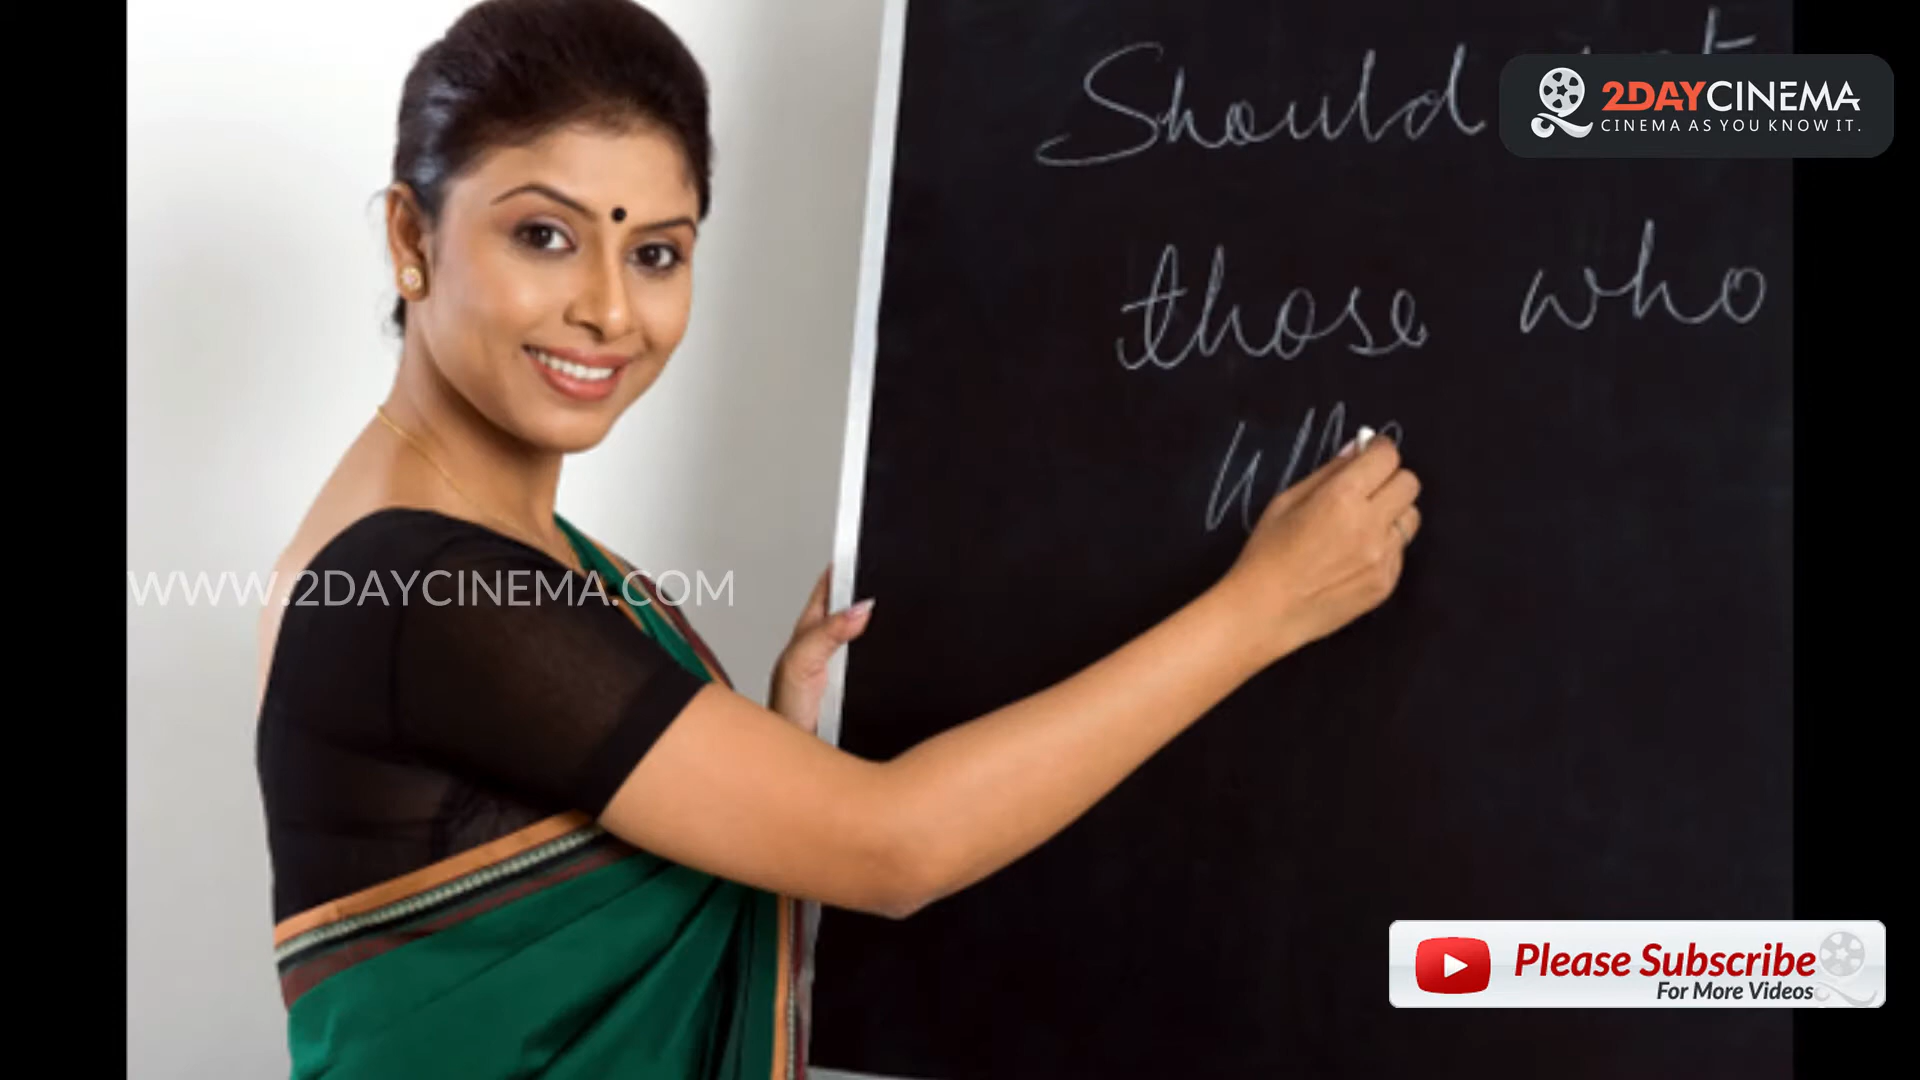 Should
2DAYCINEMA
CINEMA AS YOU KNOW IT.
those who
WWW.2DAYCINEMA.COM
Please Subscribe
For More Videos